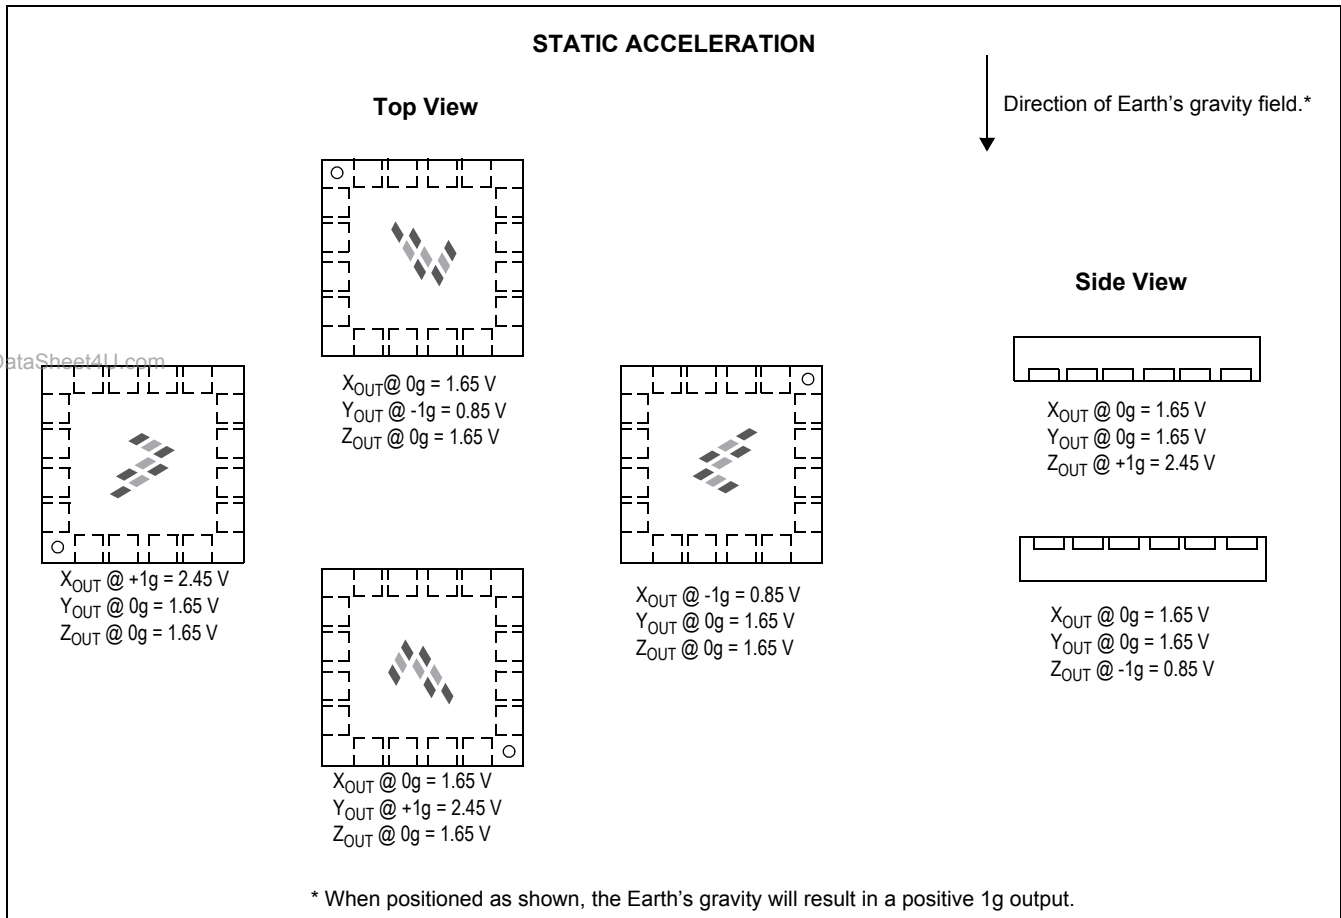 STATIC ACCELERATION
Direction of Earth's gravity field.*
Top View
Side View
DataSheet4U.com
XOUT@ 0g = 1.65 V
YOUT @ -1g = 0.85 V
ZOUT @ 0g = 1.65 V
XOUT @ +1g = 2.45 V
YOUT @ 0g = 1.65 V
ZOUT @ 0g = 1.65 V
XOUT @ -1g = 0.85 V
YOUT @ 0g = 1.65 V
ZOUT @ 0g = 1.65 V
XOUT @ 0g = 1.65 V
YOUT @ +1g = 2.45 V
ZOUT @ 0g = 1.65 V
XOUT @ 0g = 1.65 V
YOUT @ 0g = 1.65 V
ZOUT @ +1g = 2.45 V
XOUT @ 0g = 1.65 V
YOUT @ 0g = 1.65 V
ZOUT @ -1g = 0.85 V
* When positioned as shown, the Earth's gravity will result in a positive 1g output.